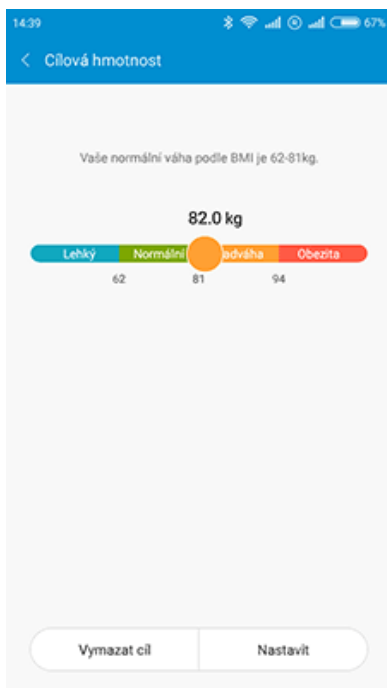 14:39 67%
Cílová hmotnost
Vaše normální váha podle BMI je 62-81kg.
82.0 kg
Lehký Normální adváha Obezita
62 81 94
Vymazat cíl Nastavit